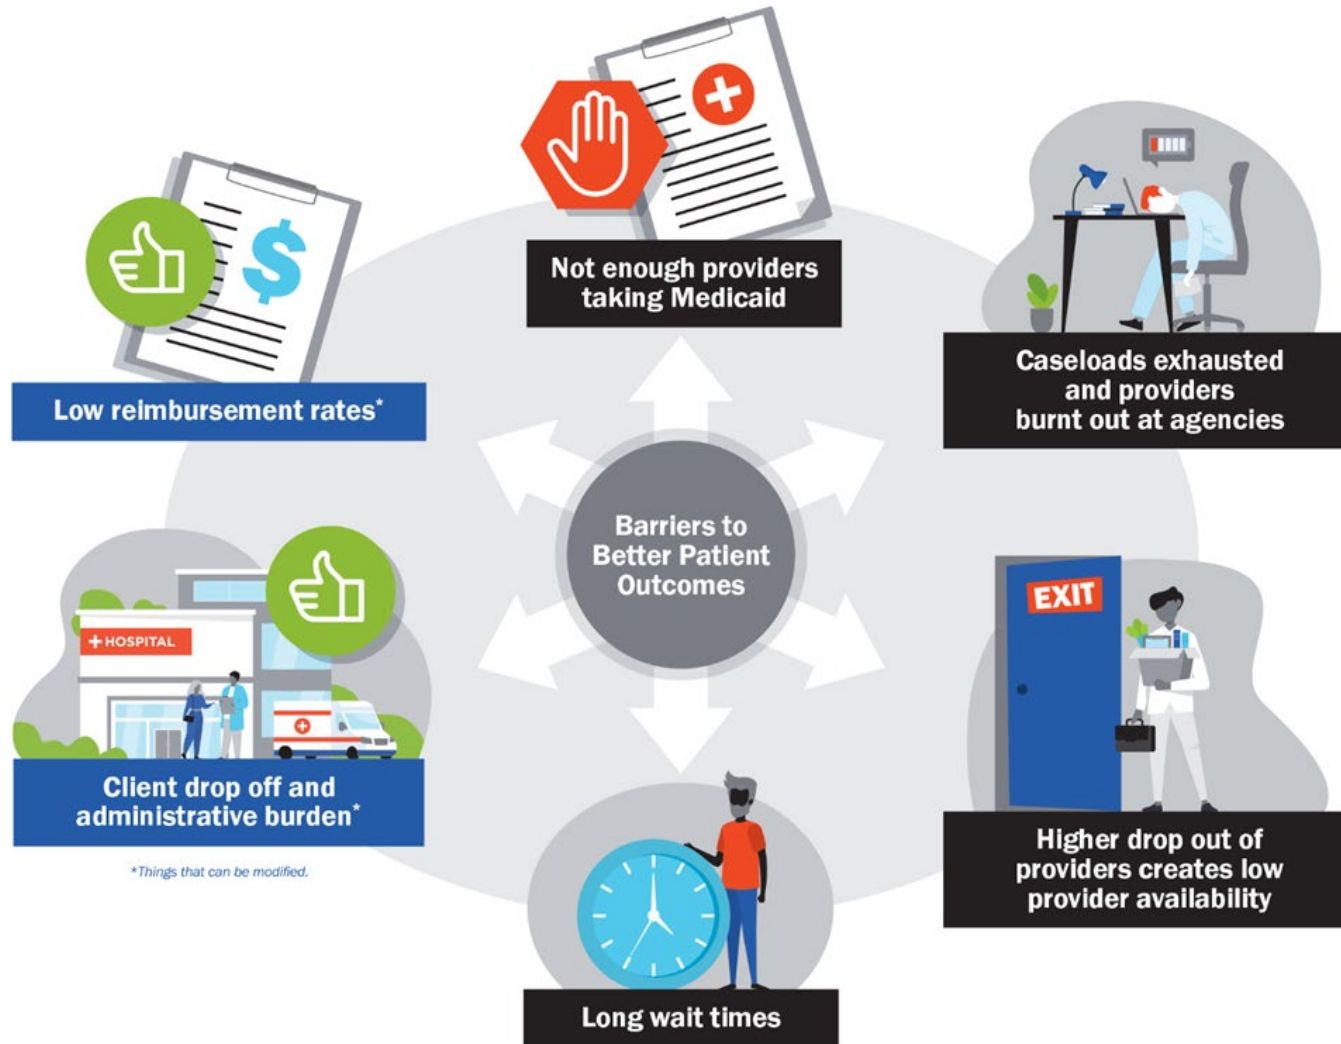 Not enough providers
taking Medicaid
Caseloads exhausted
and providers
burnt out at agencies
Low reimbursement rates*
Barriers to
Better Patient
Outcomes
EXIT
+HOSPITAL
Client drop off and
administrative burden*
*Things that can be modified.
Higher drop out of
providers creates low
provider availability
Long wait times